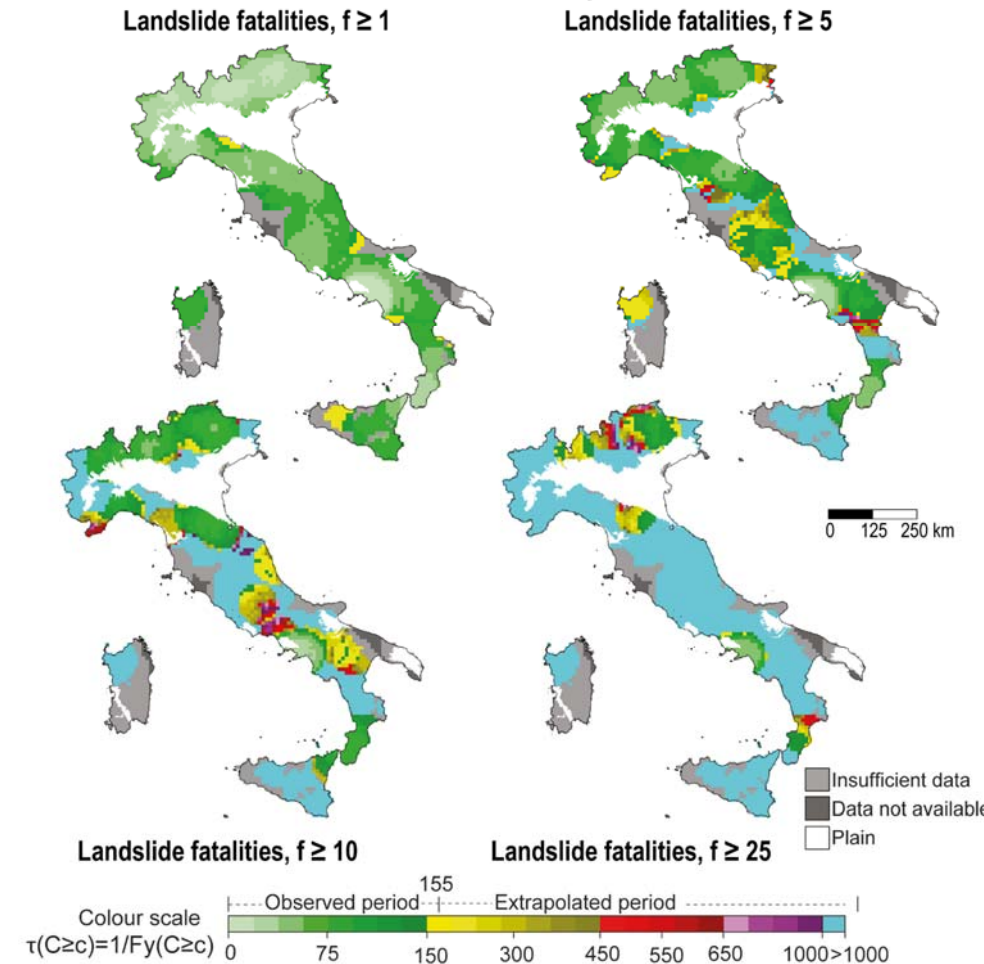 Landslide fatalities, f ≥ 1
Landslide fatalities, f ≥ 5
0 125 250 km
Insufficient data
Data not available
Plain
Landslide fatalities, f ≥ 10
Landslide fatalities, f ≥ 25
155
Observed period
Extrapolated period
Colour scale
τ(C≥c)=1/Fy(C≥c)
0 75 150 300 450 550 650 1000 >1000